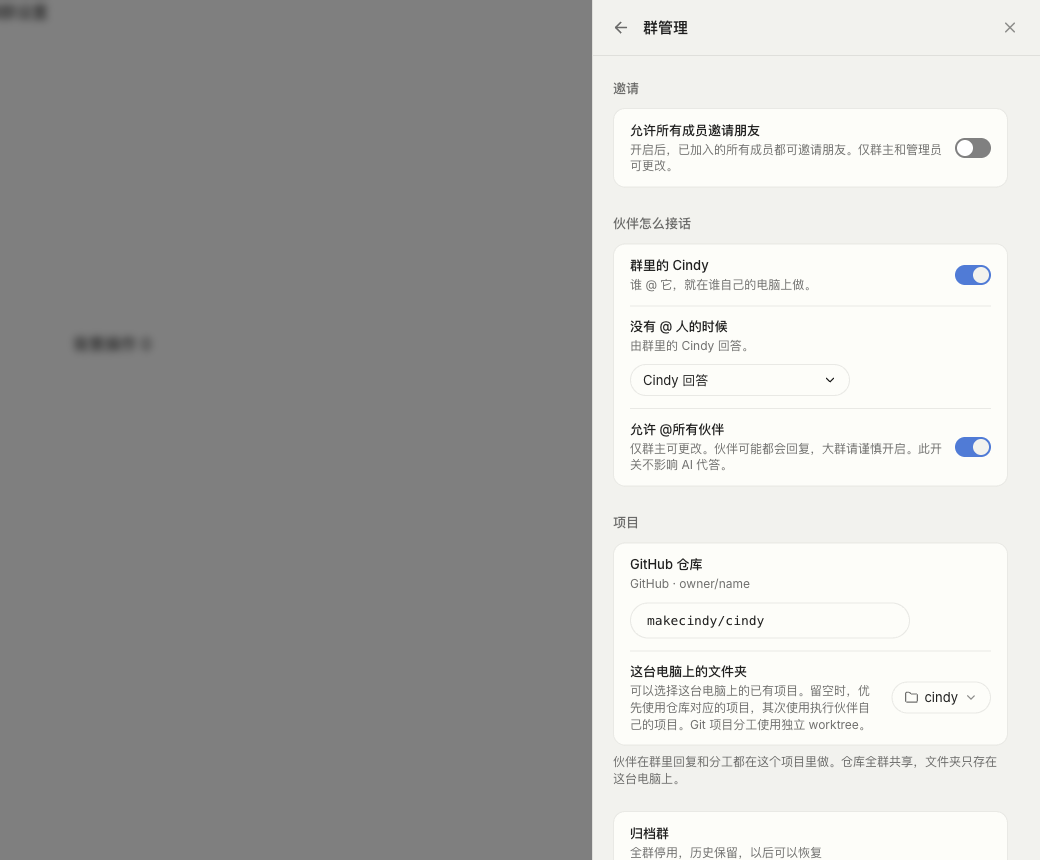 群管理
邀请
允许所有成员邀请朋友
开启后，已加入的所有成员都可邀请朋友。仅群主和管理员
可更改。
伙伴怎么接话
群里的 Cindy
谁 @ 它，就在谁自己的电脑上做。
没有 @ 人的时候
由群里的 Cindy 回答。
Cindy 回答
允许 @所有伙伴
仅群主可更改。伙伴可能都会回复，大群请谨慎开启。此开
关不影响 AI 代答。
项目
GitHub 仓库
GitHub · owner/name
makecindy/cindy
这台电脑上的文件夹
可以选择这台电脑上的已有项目。留空时，优
先使用仓库对应的项目，其次使用执行伙伴自
己的项目。Git 项目分工使用独立 worktree。
cindy
伙伴在群里回复和分工都在这个项目里做。仓库全群共享，文件夹只存在
这台电脑上。
归档群
全群停用，历史保留，以后可以恢复